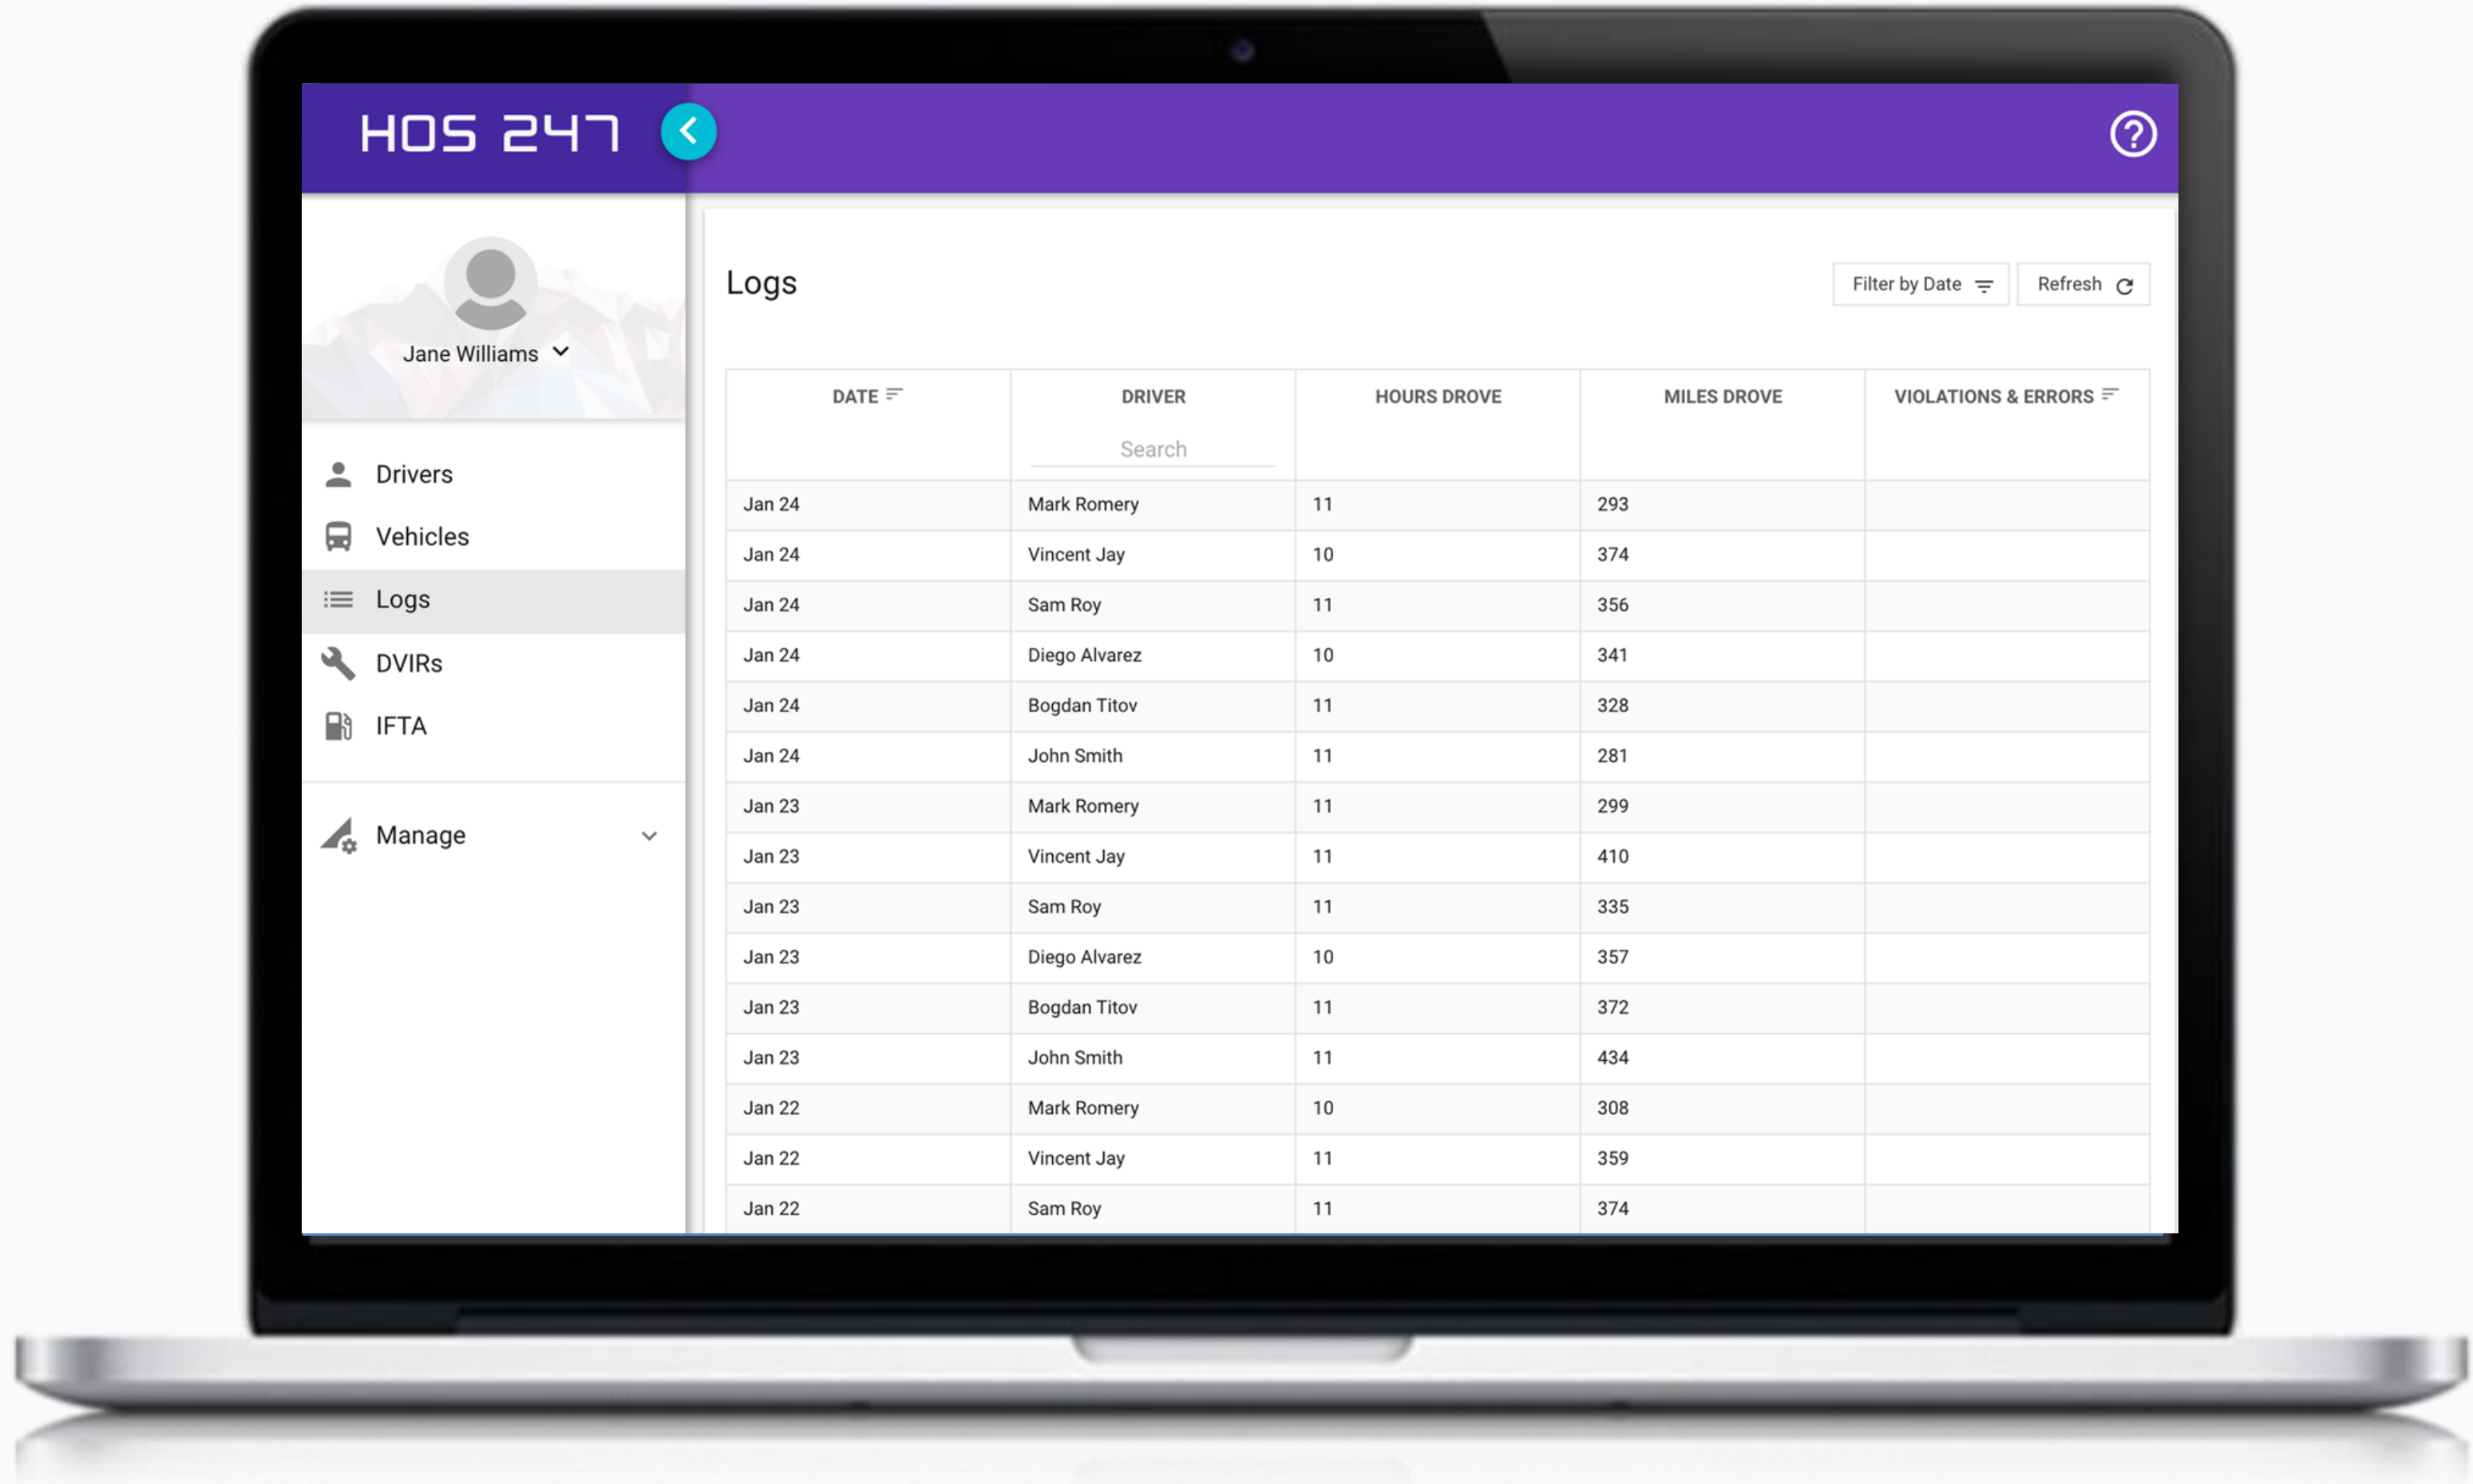 HOS 247
Jane Williams
Drivers
Vehicles
Logs
DVIRs
IFTA
Manage
Logs
Filter by Date
Refresh
DATE DRIVER HOURS DROVE MILES DROVE VIOLATIONS & ERRORS
Search
Jan 24 Mark Romery 11 293
Jan 24 Vincent Jay 10 374
Jan 24 Sam Roy 11 356
Jan 24 Diego Alvarez 10 341
Jan 24 Bogdan Titov 11 328
Jan 24 John Smith 11 281
Jan 23 Mark Romery 11 299
Jan 23 Vincent Jay 11 410
Jan 23 Sam Roy 11 335
Jan 23 Diego Alvarez 10 357
Jan 23 Bogdan Titov 11 372
Jan 23 John Smith 11 434
Jan 22 Mark Romery 10 308
Jan 22 Vincent Jay 11 359
Jan 22 Sam Roy 11 374